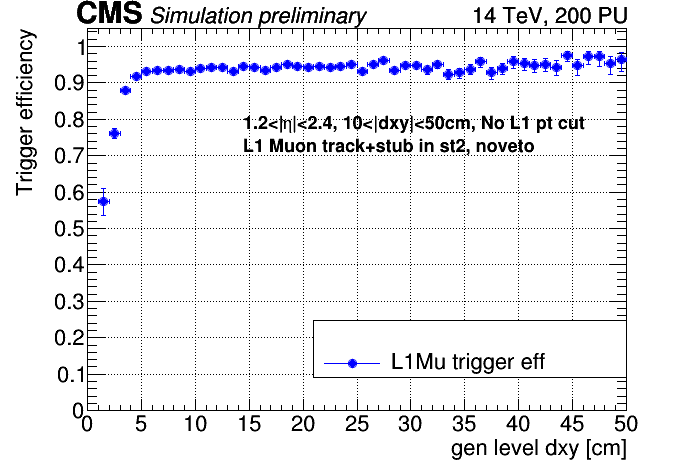 CMS Simulation preliminary 14 TeV, 200 PU
Trigger efficiency
1
0.9
0.8
0.7
0.6
0.5
0.4
0.3
0.2
0.1
0
1.2<|η|<2.4, 10<|dxy|<50cm, No L1 pt cut
L1 Muon track+stub in st2, noveto
L1Mu trigger eff
0 5 10 15 20 25 30 35 40 45 50
gen level dxy [cm]